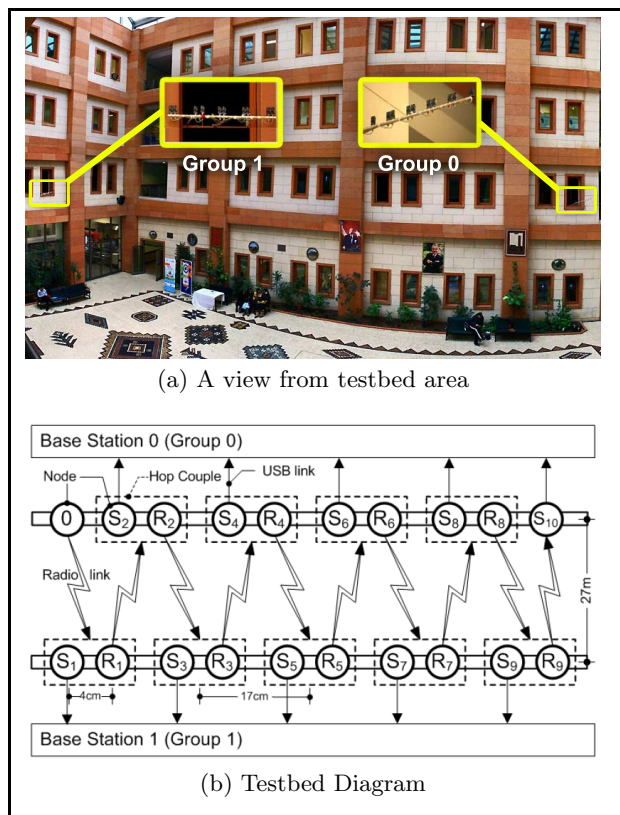 Group 1
Group 0
(a) A view from testbed area
Base Station 0 (Group 0)
Node
Hop Couple
USB link
0 S2 R2 S4 R4 S6 R6 S8 R8 S10
Radio link
27m
S1 R1 S3 R3 S5 R5 S7 R7 S9 R9
4cm
17cm
Base Station 1 (Group 1)
(b) Testbed Diagram